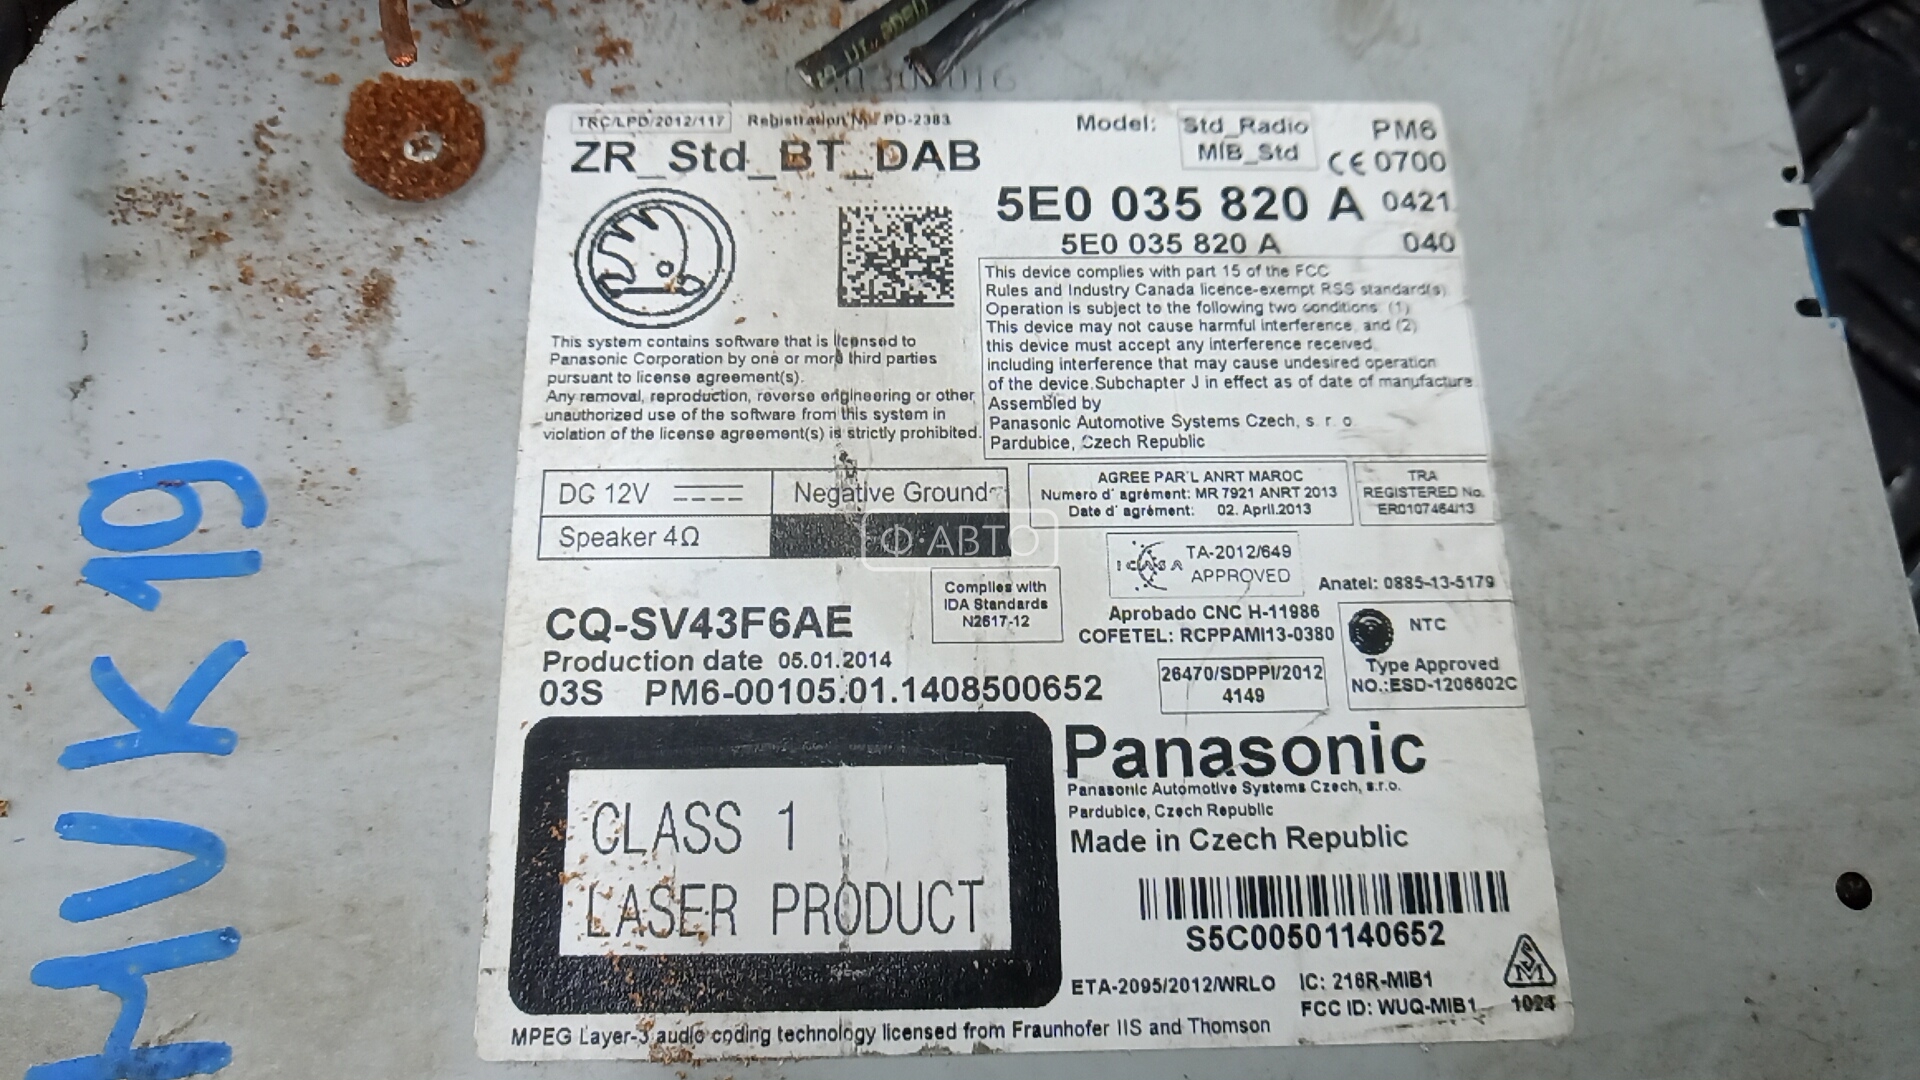 TRC/LPD/2012/117 Registration No: PD-2383
ZR_Std_BT_DAB
Model: Std_Radio
MIB_Std
PM6
CE 0700
5E0 035 820 A 0421
5E0 035 820 A 040
This device complies with part 15 of the FCC
Rules and Industry Canada licence-exempt RSS standard(s)
Operation is subject to the following two conditions: (1)
This device may not cause harmful interference, and (2)
this device must accept any interference received,
including interference that may cause undesired operation
of the device.Subchapter J in effect as of date of manufacture.
Assembled by
Panasonic Automotive Systems Czech, s. r. o.
Pardubice, Czech Republic
This system contains software that is licensed to
Panasonic Corporation by one or more third parties
pursuant to license agreement(s).
Any removal, reproduction, reverse engineering or other
unauthorized use of the software from this system in
violation of the license agreement(s) is strictly prohibited.
DC 12V Negative Ground
Speaker 4Ω
Ф·АВТО
AGREE PAR'L ANRT MAROC
Numero d' agrément: MR 7921 ANRT 2013
Date d' agrément: 02. April.2013
TRA
REGISTERED No.
ER0107464/13
ICASA
TA-2012/649
APPROVED
Anatel: 0885-13-5179
Complies with
IDA Standards
N2617-12
Aprobado CNC H-11986
COFETEL: RCPPAMI13-0380
NTC
Type Approved
NO.:ESD-1206602C
26470/SDPPI/2012
4149
CQ-SV43F6AE
Production date 05.01.2014
03S PM6-00105.01.1408500652
CLASS 1
LASER PRODUCT
Panasonic
Panasonic Automotive Systems Czech, s.r.o.
Pardubice, Czech Republic
Made in Czech Republic
S5C00501140652
ETA-2095/2012/WRLO IC: 216R-MIB1
FCC ID: WUQ-MIB1
1024
MPEG Layer-3 audio coding technology licensed from Fraunhofer IIS and Thomson
HVK19